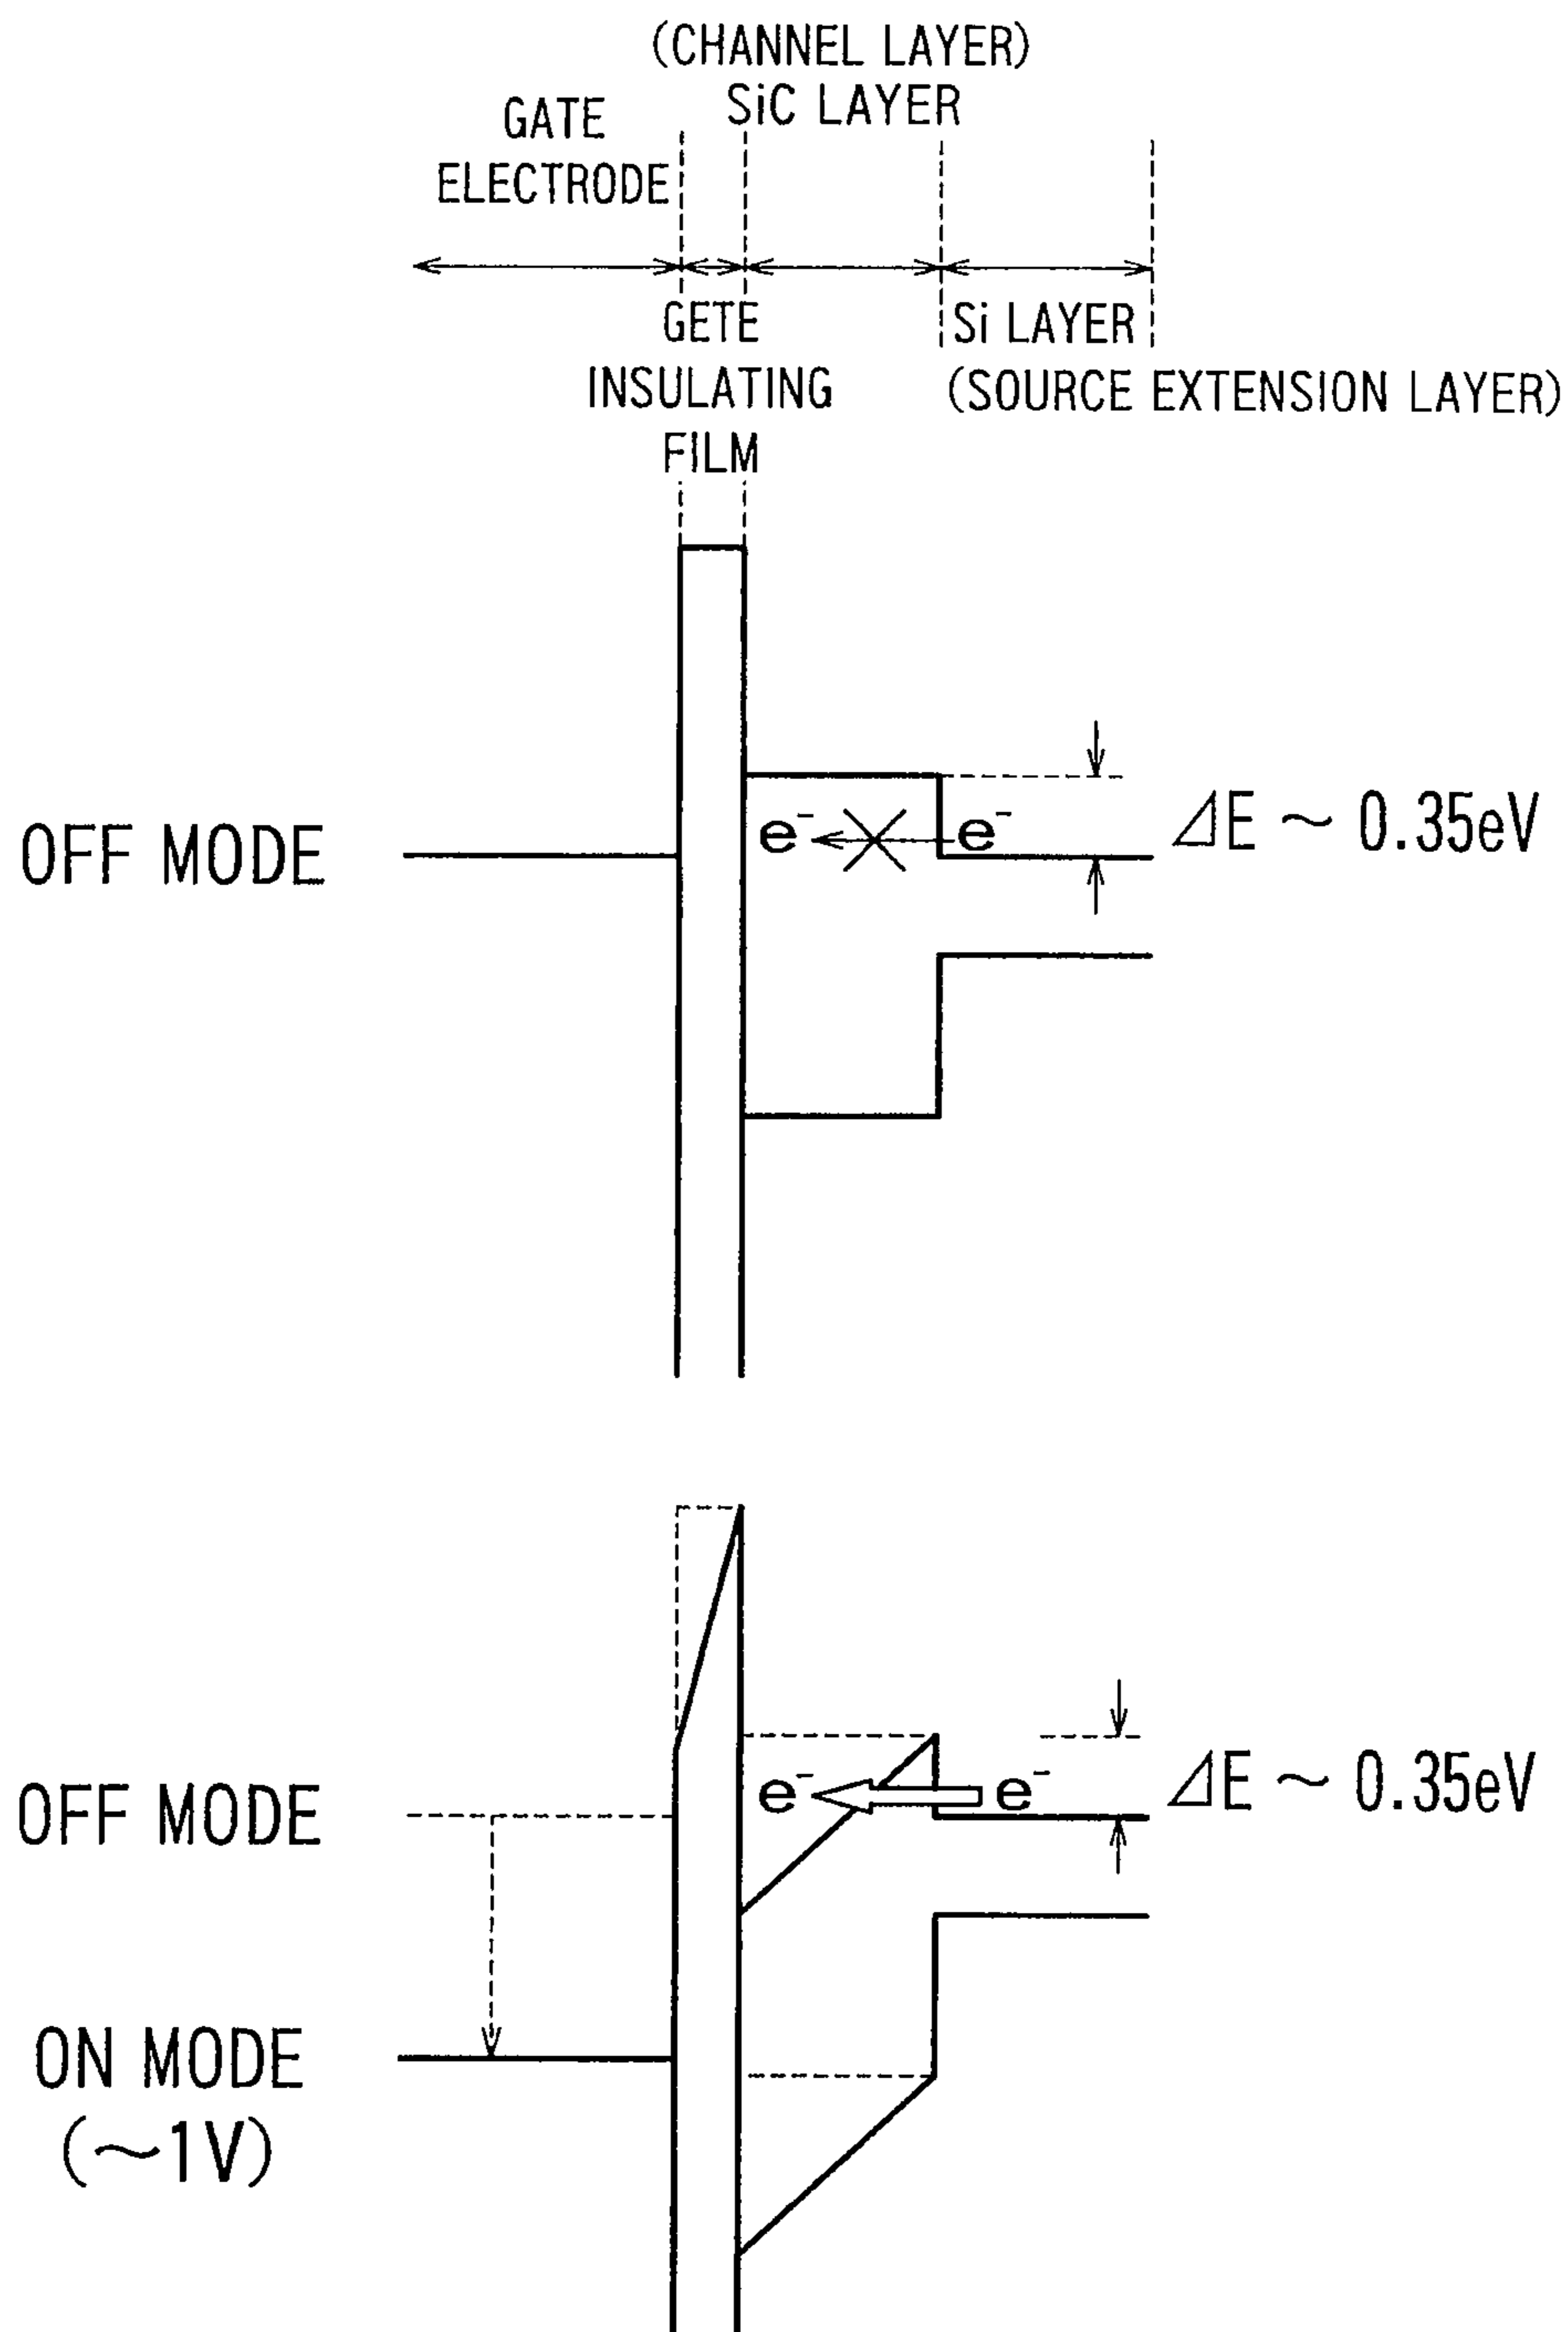 (CHANNEL LAYER)
SiC LAYER
GATE
ELECTRODE
GETE
INSULATING
FILM
Si LAYER
(SOURCE EXTENSION LAYER)
OFF MODE
e⁻
e⁻
⊿E ~ 0.35eV
OFF MODE
e⁻
e⁻
⊿E ~ 0.35eV
ON MODE
(~1V)